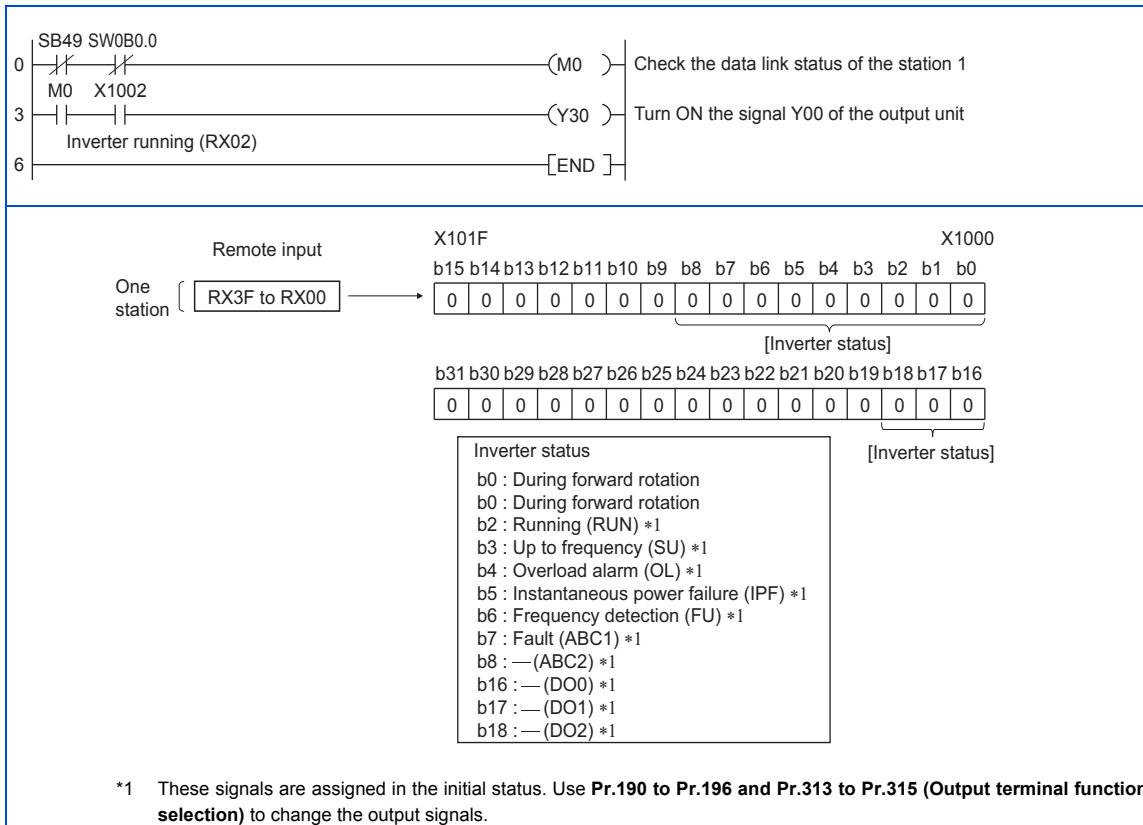 SB49 SW0B0.0
0 (M0 ) Check the data link status of the station 1
M0 X1002
3 (Y30 ) Turn ON the signal Y00 of the output unit
Inverter running (RX02)
6 [END ]
Remote input X101F X1000
b15 b14 b13 b12 b11 b10 b9 b8 b7 b6 b5 b4 b3 b2 b1 b0
One station RX3F to RX00 0 0 0 0 0 0 0 0 0 0 0 0 0 0 0 0
[Inverter status]
b31 b30 b29 b28 b27 b26 b25 b24 b23 b22 b21 b20 b19 b18 b17 b16
0 0 0 0 0 0 0 0 0 0 0 0 0 0 0 0
[Inverter status]
Inverter status
b0 : During forward rotation
b0 : During forward rotation
b2 : Running (RUN) *1
b3 : Up to frequency (SU) *1
b4 : Overload alarm (OL) *1
b5 : Instantaneous power failure (IPF) *1
b6 : Frequency detection (FU) *1
b7 : Fault (ABC1) *1
b8 : — (ABC2) *1
b16 : — (DO0) *1
b17 : — (DO1) *1
b18 : — (DO2) *1
*1 These signals are assigned in the initial status. Use Pr.190 to Pr.196 and Pr.313 to Pr.315 (Output terminal function
selection) to change the output signals.